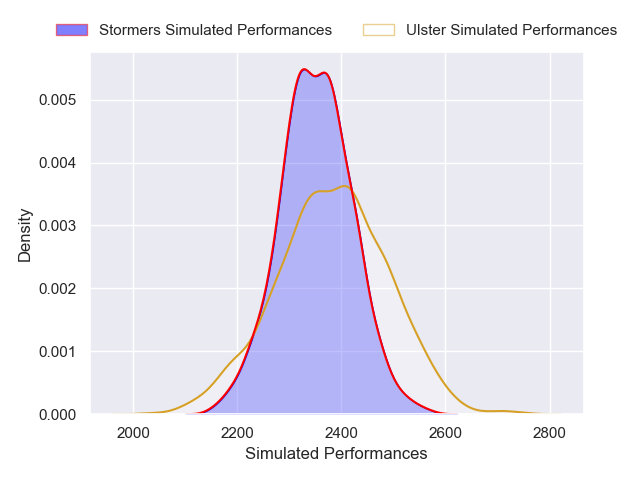 Stormers Simulated Performances Ulster Simulated Performances
0.005
0.004
0.003
0.002
0.001
0.000
Density
2000 2200 2400 2600 2800
Simulated Performances